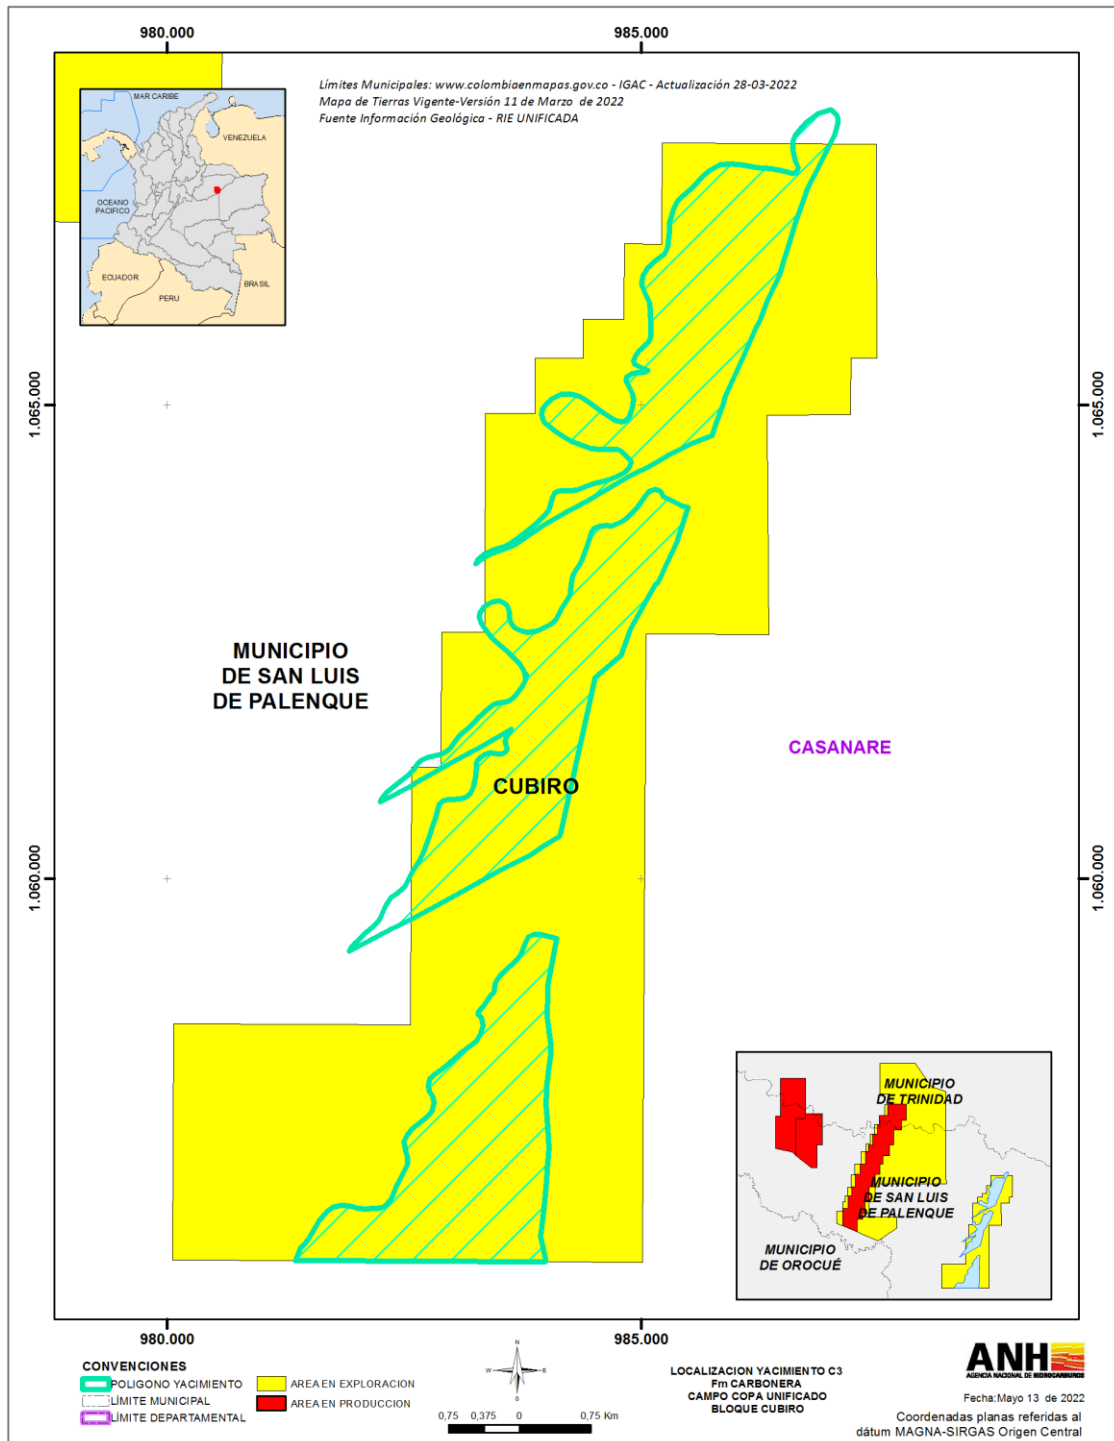 980.000
985.000
Límites Municipales: www.colombiaenmapas.gov.co - IGAC - Actualización 28-03-2022
Mapa de Tierras Vigente-Versión 11 de Marzo de 2022
Fuente Información Geológica - RIE UNIFICADA
MAR CARIBE
VENEZUELA
OCEANO
PACIFICO
ECUADOR
PERU
BRASIL
1.065.000
1.065.000
MUNICIPIO
DE SAN LUIS
DE PALENQUE
CASANARE
CUBIRO
1.060.000
1.060.000
MUNICIPIO
DE TRINIDAD
MUNICIPIO
DE SAN LUIS
DE PALENQUE
MUNICIPIO
DE OROCUÉ
980.000
985.000
CONVENCIONES
POLIGONO YACIMIENTO
LÍMITE MUNICIPAL
LÍMITE DEPARTAMENTAL
AREA EN EXPLORACION
AREA EN PRODUCCION
N
W E
S
0,75 0,375 0 0,75 Km
LOCALIZACION YACIMIENTO C3
Fm CARBONERA
CAMPO COPA UNIFICADO
BLOQUE CUBIRO
ANH
AGENCIA NACIONAL DE HIDROCARBUROS
Fecha:Mayo 13 de 2022
Coordenadas planas referidas al
dátum MAGNA-SIRGAS Origen Central